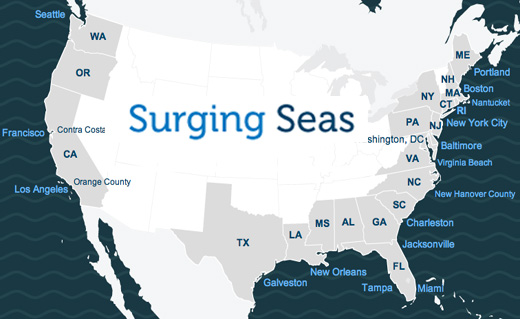 Seattle
WA
OR
ME
Portland
NH
Boston
MA
NY
CT
Nantucket
RI
PA
NJ
New York City
Surging Seas
Francisco
Contra Costa
shington, DC
Baltimore
CA
VA
Virginia Beach
Orange County
Los Angeles
NC
New Hanover County
SC
MS
AL
GA
Charleston
LA
TX
Jacksonville
FL
New Orleans
Galveston
Tampa
Miami